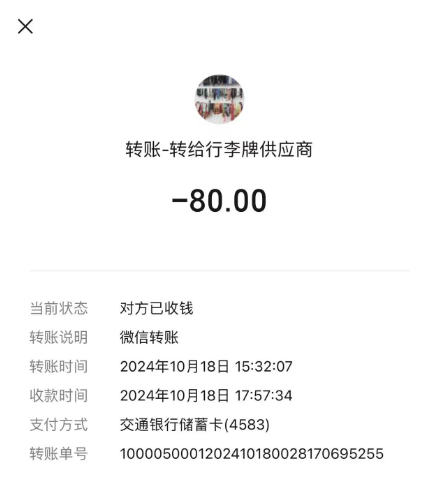 转账-转给行李牌供应商
-80.00
当前状态 对方已收钱
转账说明 微信转账
转账时间 2024年10月18日 15:32:07
收款时间 2024年10月18日 17:57:34
支付方式 交通银行储蓄卡(4583)
转账单号 1000050001202410180028170695255